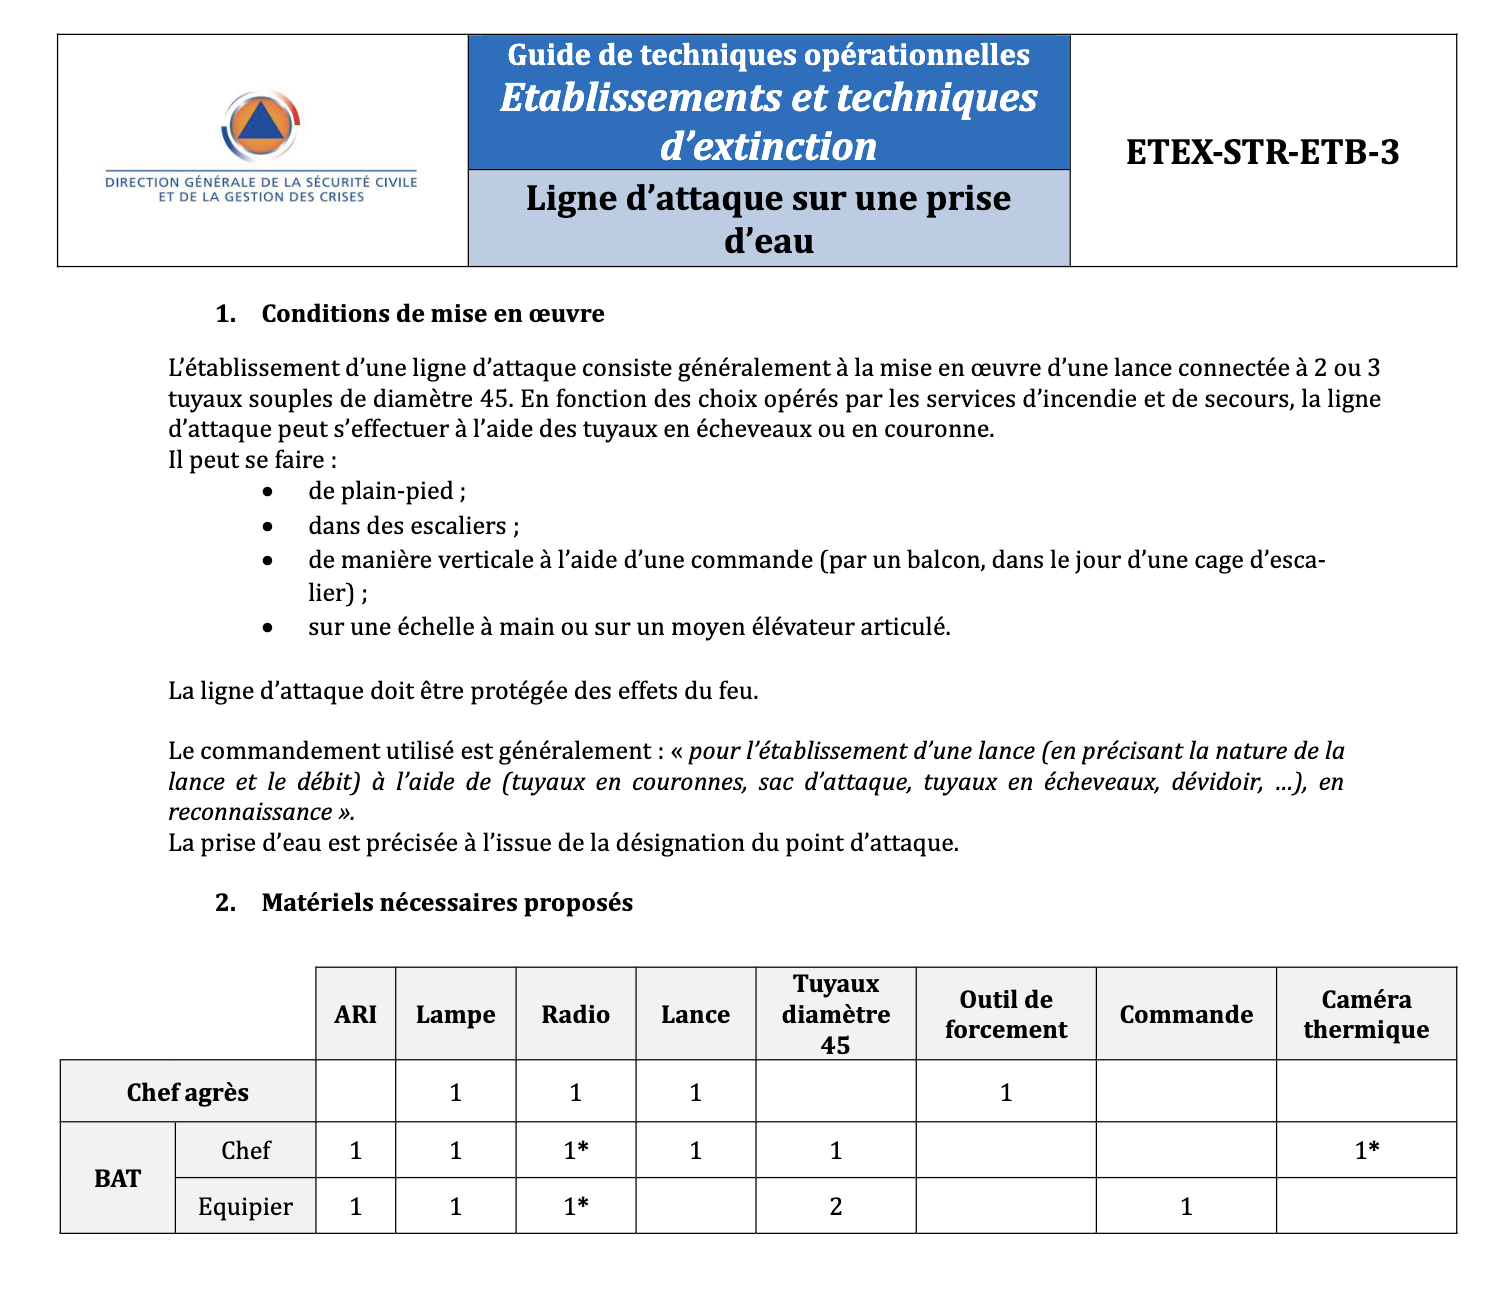 Guide de techniques opérationnelles
Etablissements et techniques
d’extinction
ETEX-STR-ETB-3
DIRECTION GÉNÉRALE DE LA SÉCURITÉ CIVILE
ET DE LA GESTION DES CRISES
Ligne d’attaque sur une prise
d’eau
1. Conditions de mise en œuvre
L’établissement d’une ligne d’attaque consiste généralement à la mise en œuvre d’une lance connectée à 2 ou 3
tuyaux souples de diamètre 45. En fonction des choix opérés par les services d’incendie et de secours, la ligne
d’attaque peut s’effectuer à l’aide des tuyaux en écheveaux ou en couronne.
Il peut se faire :
• de plain-pied ;
• dans des escaliers ;
• de manière verticale à l’aide d’une commande (par un balcon, dans le jour d’une cage d’esca-
lier) ;
• sur une échelle à main ou sur un moyen élévateur articulé.
La ligne d’attaque doit être protégée des effets du feu.
Le commandement utilisé est généralement : « pour l’établissement d’une lance (en précisant la nature de la
lance et le débit) à l’aide de (tuyaux en couronnes, sac d’attaque, tuyaux en écheveaux, dévidoir, …), en
reconnaissance ».
La prise d’eau est précisée à l’issue de la désignation du point d’attaque.
2. Matériels nécessaires proposés
ARI Lampe Radio Lance Tuyaux diamètre 45 Outil de forcement Commande Caméra thermique
Chef agrès 1 1 1 1
BAT Chef 1 1 1* 1 1 1*
Equipier 1 1 1* 2 1